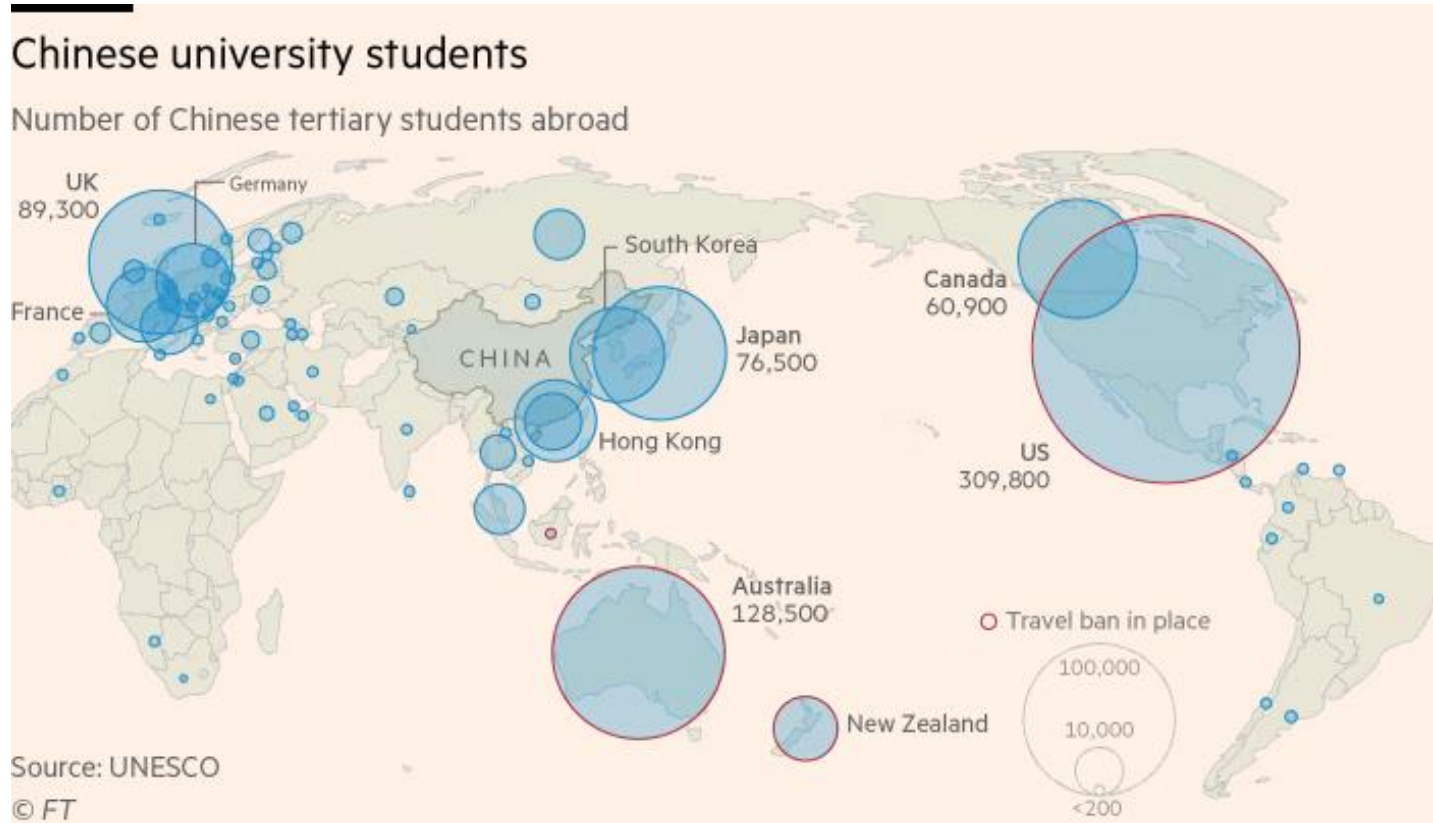 Chinese university students
Number of Chinese tertiary students abroad
UK
89,300
Germany
South Korea
France
Canada
60,900
Japan
76,500
CHINA
Hong Kong
US
309,800
Australia
128,500
Travel ban in place
100,000
10,000
<200
New Zealand
Source: UNESCO
© FT